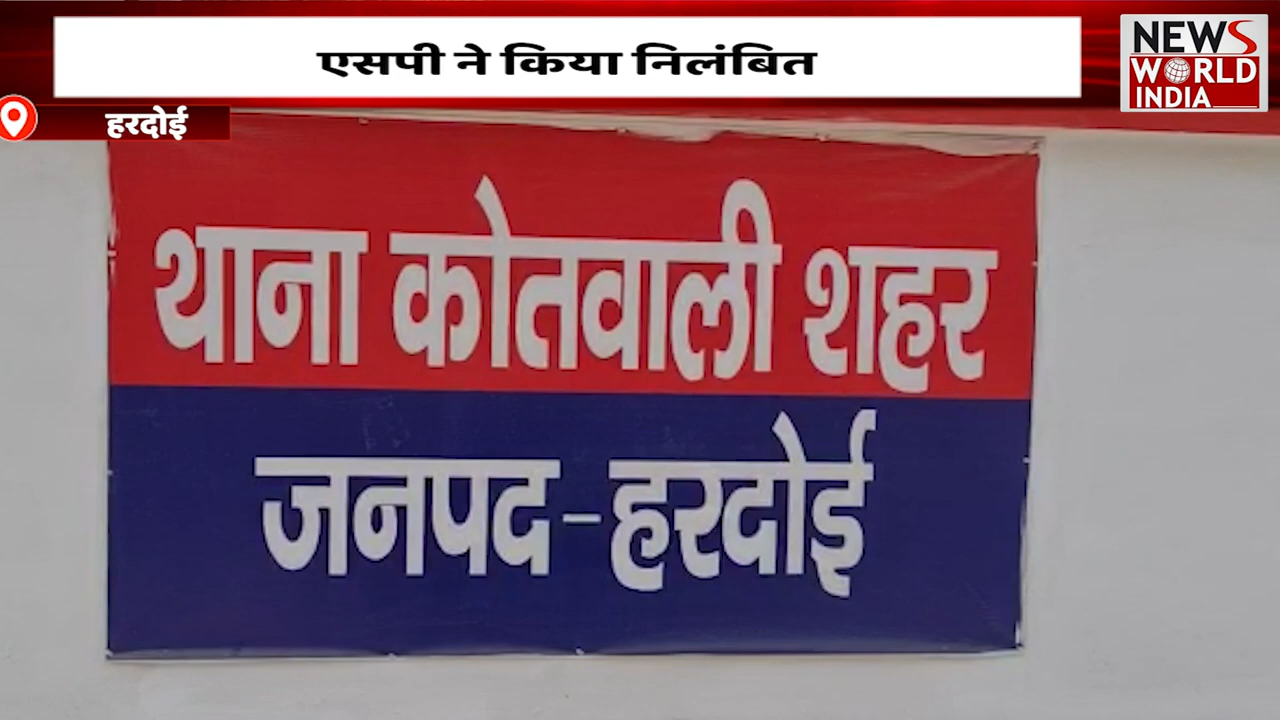 एसपी ने किया निलंबित
NEWS
WORLD
INDIA
हरदोई
थाना कोतवाली शहर
जनपद-हरदोई